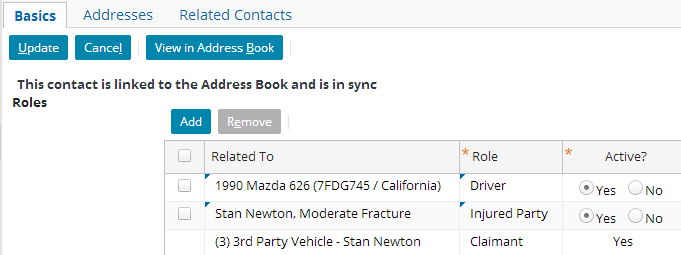 Basics Addresses Related Contacts
Update Cancel View in Address Book
This contact is linked to the Address Book and is in sync
Roles
Add Remove
Related To * Role * Active?
1990 Mazda 626 (7FDG745 / California) Driver Yes No
Stan Newton, Moderate Fracture Injured Party Yes No
(3) 3rd Party Vehicle - Stan Newton Claimant Yes